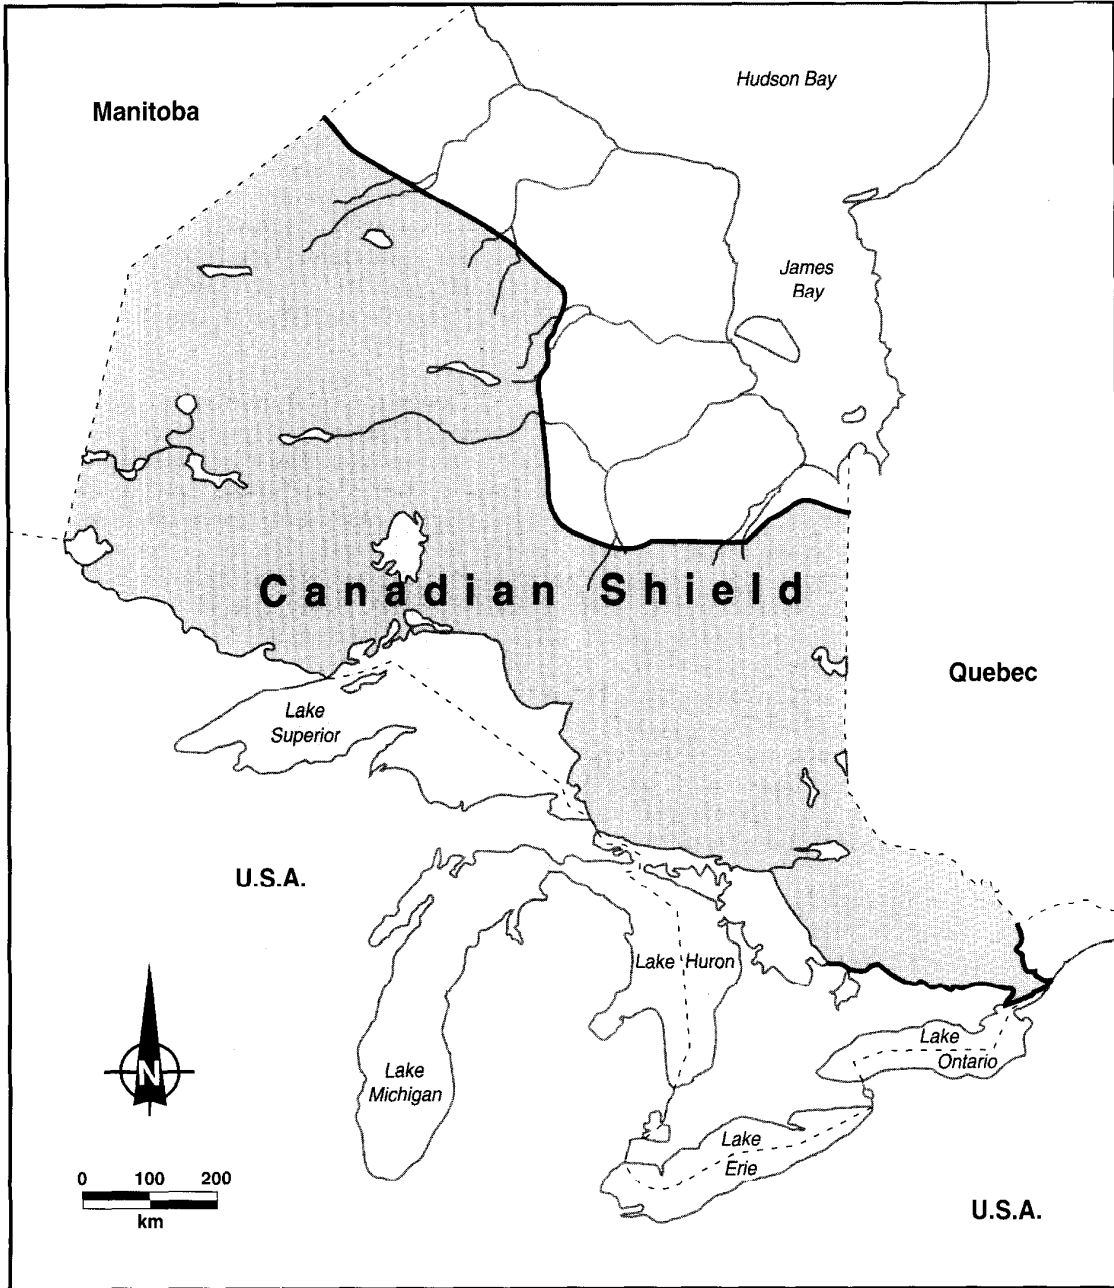 Hudson Bay
Manitoba
James
Bay
Canadian Shield
Quebec
Lake
Superior
U.S.A.
Lake Huron
N
Lake
Ontario
Lake
Michigan
Lake
Erie
0 100 200
km
U.S.A.